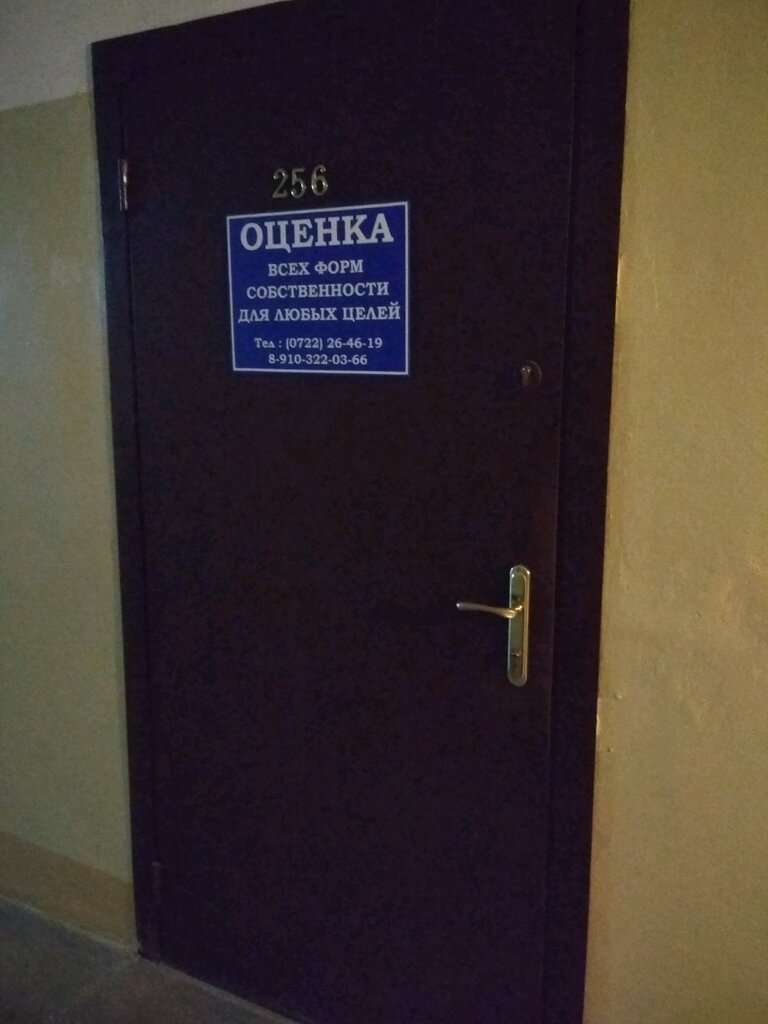 256
ОЦЕНКА
ВСЕХ ФОРМ
СОБСТВЕННОСТИ
ДЛЯ ЛЮБЫХ ЦЕЛЕЙ
Тел : (0722) 26-46-19
8-910-322-03-66